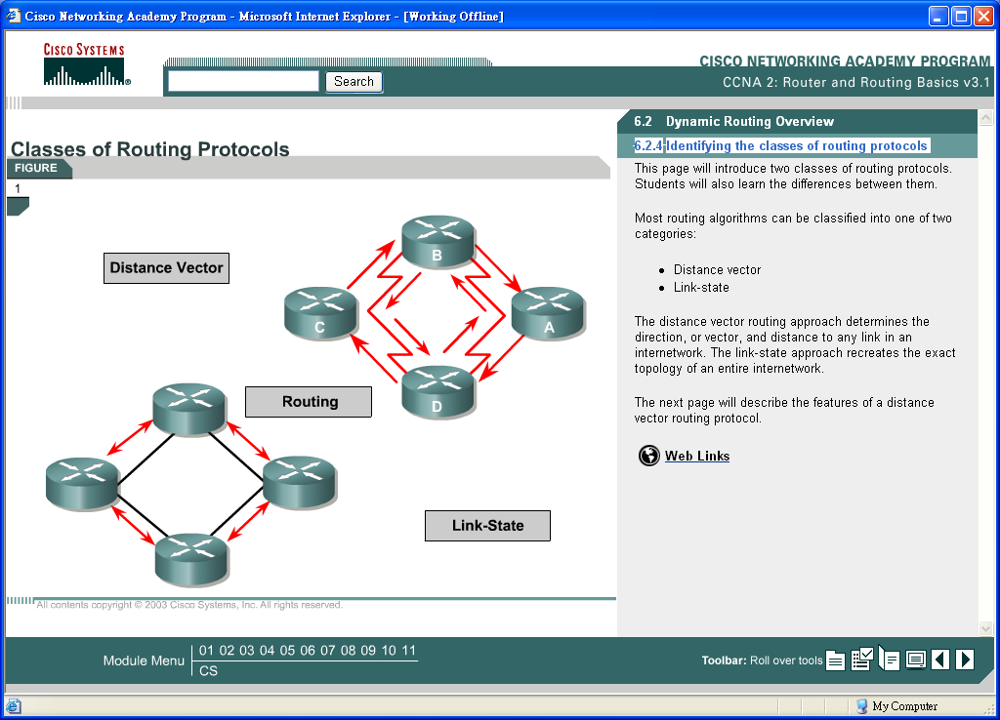 Cisco Networking Academy Program - Microsoft Internet Explorer - [Working Offline]
CISCO SYSTEMS
®
Search
CISCO NETWORKING ACADEMY PROGRAM
CCNA 2: Router and Routing Basics v3.1
Classes of Routing Protocols
FIGURE
1
Distance Vector
B
C
A
D
Routing
Link-State
All contents copyright © 2003 Cisco Systems, Inc. All rights reserved.
6.2 Dynamic Routing Overview
6.2.4 Identifying the classes of routing protocols
This page will introduce two classes of routing protocols.
Students will also learn the differences between them.
Most routing algorithms can be classified into one of two
categories:
• Distance vector
• Link-state
The distance vector routing approach determines the
direction, or vector, and distance to any link in an
internetwork. The link-state approach recreates the exact
topology of an entire internetwork.
The next page will describe the features of a distance
vector routing protocol.
Web Links
Module Menu
01 02 03 04 05 06 07 08 09 10 11
CS
Toolbar: Roll over tools
My Computer